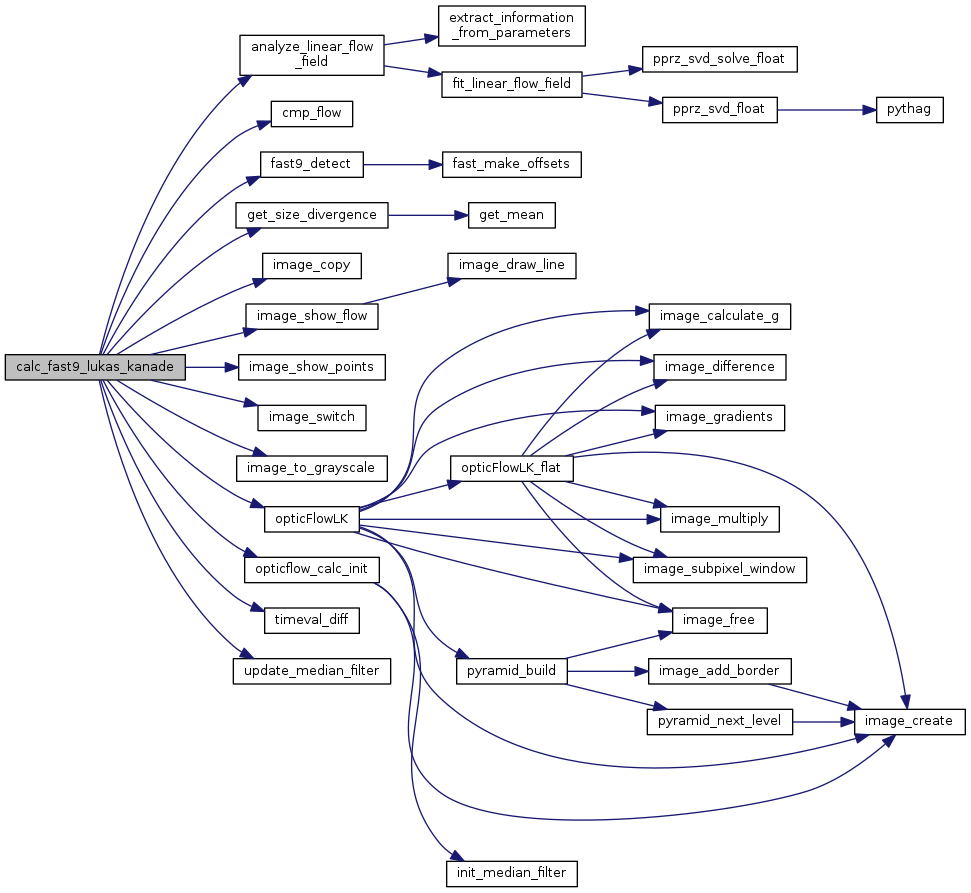 extract_information
_from_parameters
analyze_linear_flow
_field
pprz_svd_solve_float
fit_linear_flow_field
pprz_svd_float
pythag
cmp_flow
fast9_detect
fast_make_offsets
get_size_divergence
get_mean
image_copy
image_draw_line
image_show_flow
image_calculate_g
calc_fast9_lukas_kanade
image_show_points
image_difference
image_switch
image_gradients
image_to_grayscale
opticFlowLK_flat
opticFlowLK
image_multiply
opticflow_calc_init
image_subpixel_window
timeval_diff
image_free
update_median_filter
pyramid_build
image_add_border
pyramid_next_level
image_create
init_median_filter